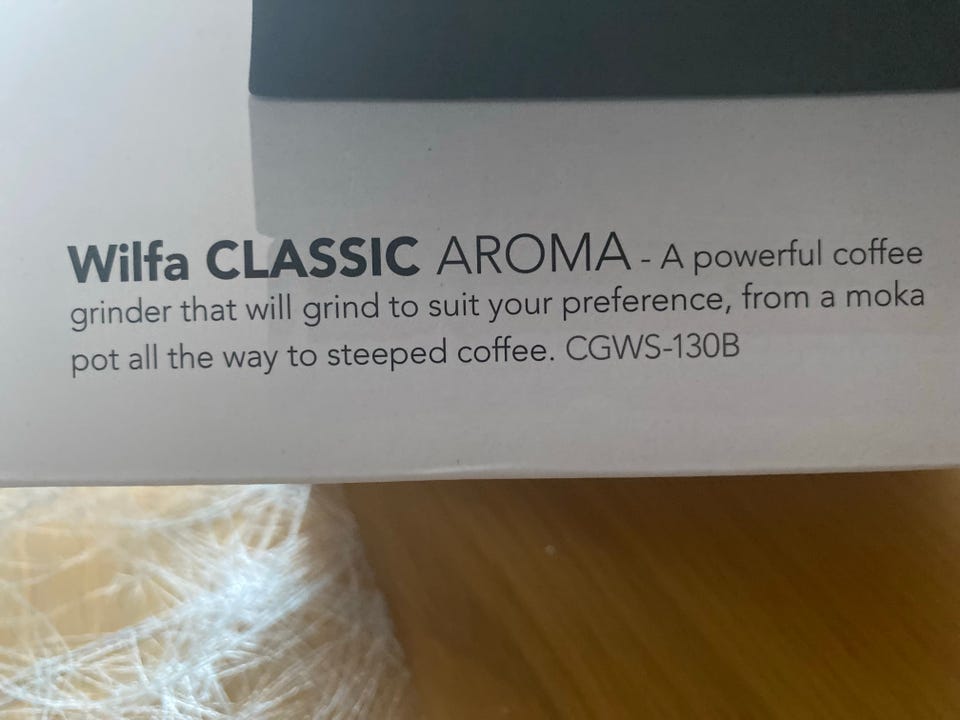 Wilfa CLASSIC AROMA - A powerful coffee
grinder that will grind to suit your preference, from a moka
pot all the way to steeped coffee. CGWS-130B